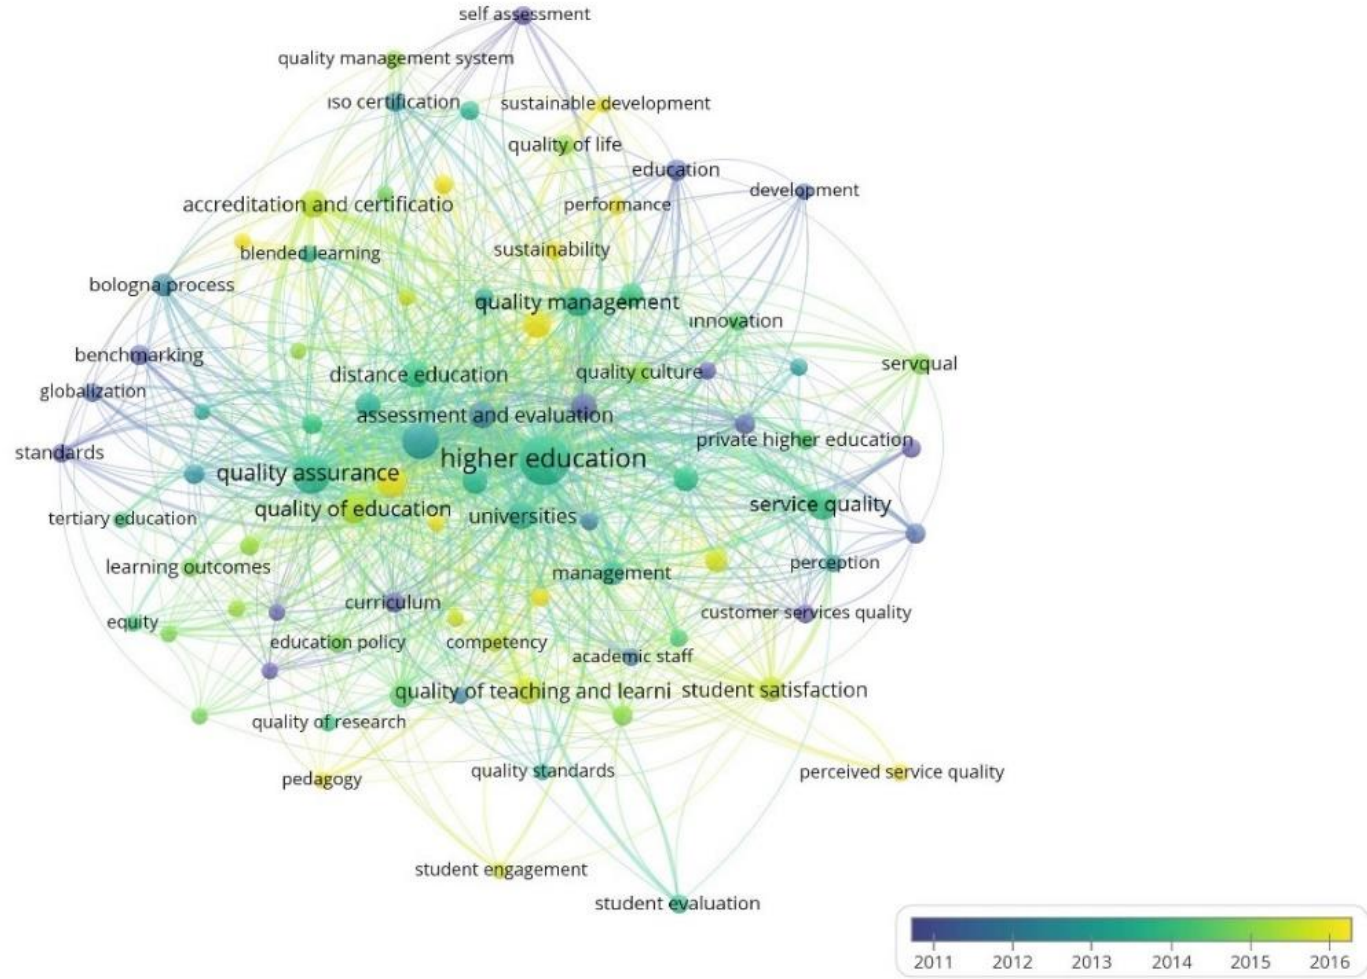 self assessment
quality management system
iso certification
sustainable development
quality of life
education
development
accreditation and certificatio
performance
blended learning
sustainability
bologna process
quality management
innovation
benchmarking
servqual
distance education
quality culture
globalization
assessment and evaluation
private higher education
standards
higher education
quality assurance
quality of education
service quality
universities
tertiary education
perception
learning outcomes
management
curriculum
customer services quality
equity
education policy
competency
academic staff
quality of teaching and learni
student satisfaction
quality of research
quality standards
perceived service quality
pedagogy
student engagement
student evaluation
2011 2012 2013 2014 2015 2016